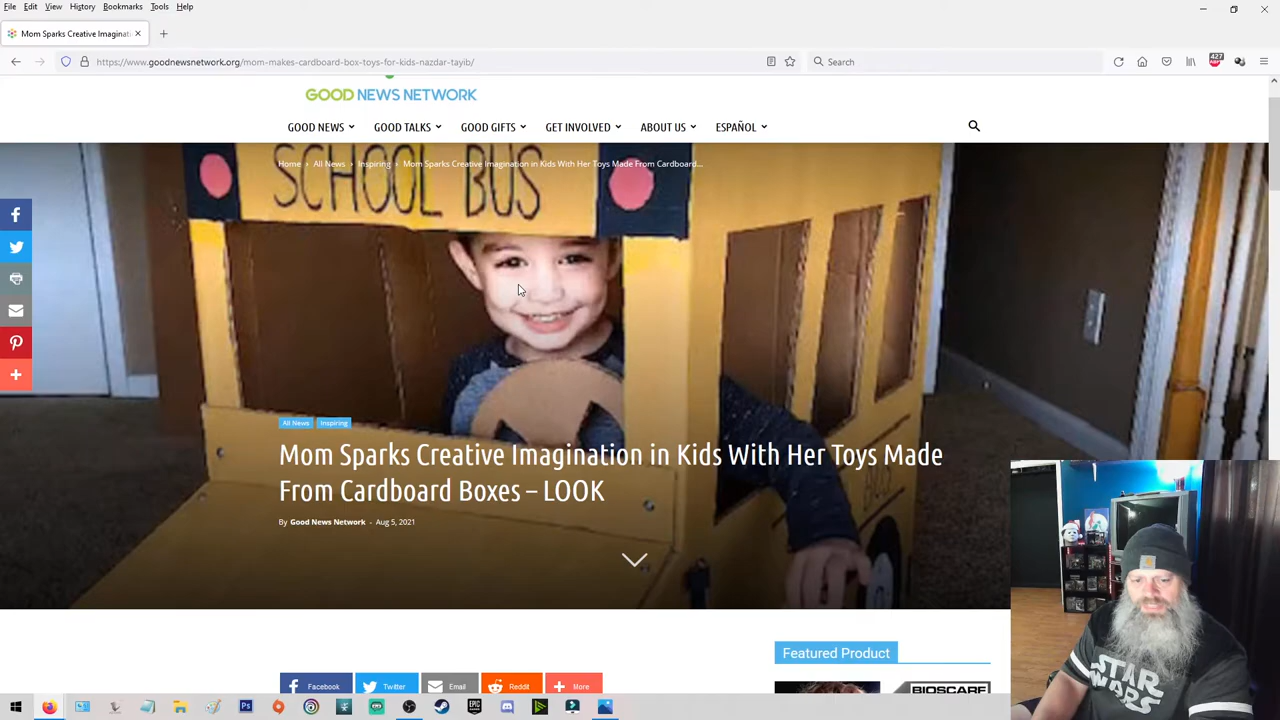 File Edit View History Bookmarks Tools Help
Mom Sparks Creative Imaginat
https://www.goodnewsnetwork.org/mom-makes-cardboard-box-toys-for-kids-nazdar-tayib/
Search
427
GOOD NEWS NETWORK
GOOD NEWS GOOD TALKS GOOD GIFTS GET INVOLVED ABOUT US ESPAÑOL
Home › All News › Inspiring › Mom Sparks Creative Imagination in Kids With Her Toys Made From Cardboard...
SCHOOL BUS
BUS
All News Inspiring
Mom Sparks Creative Imagination in Kids With Her Toys Made
From Cardboard Boxes – LOOK
By Good News Network - Aug 5, 2021
Featured Product
Facebook Twitter Email Reddit More
BIOSCARF
STAR
WARS